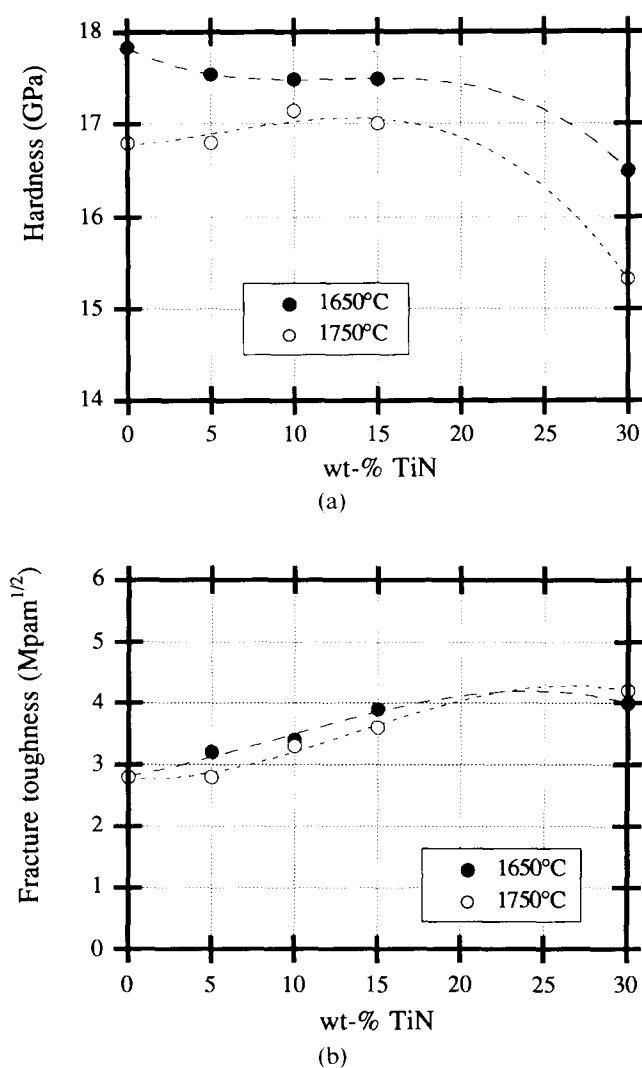 18
17
16
15
14
Hardness (GPa)
1650°C
1750°C
0 5 10 15 20 25 30
wt-% TiN
(a)
6
5
4
3
2
1
0
Fracture toughness (Mpam1/2)
1650°C
1750°C
0 5 10 15 20 25 30
wt-% TiN
(b)